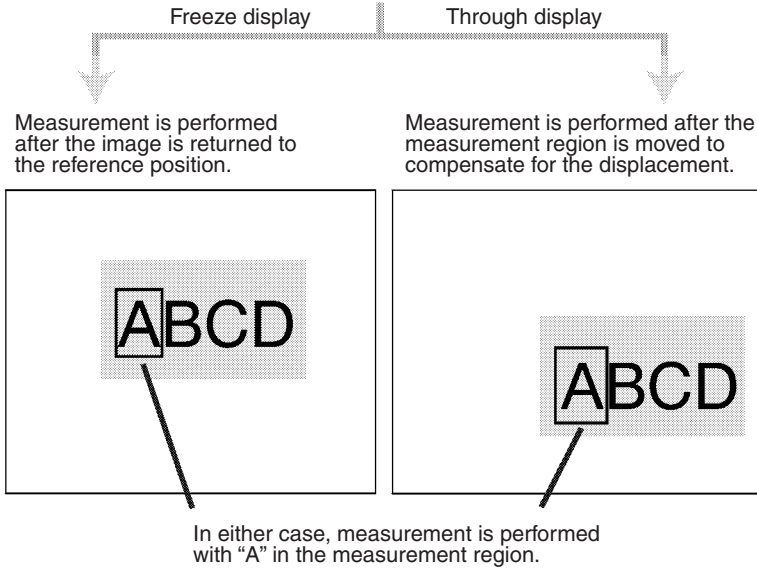 Freeze display
Through display
Measurement is performed
after the image is returned to
the reference position.
Measurement is performed after the
measurement region is moved to
compensate for the displacement.
ABCD
ABCD
In either case, measurement is performed
with “A” in the measurement region.